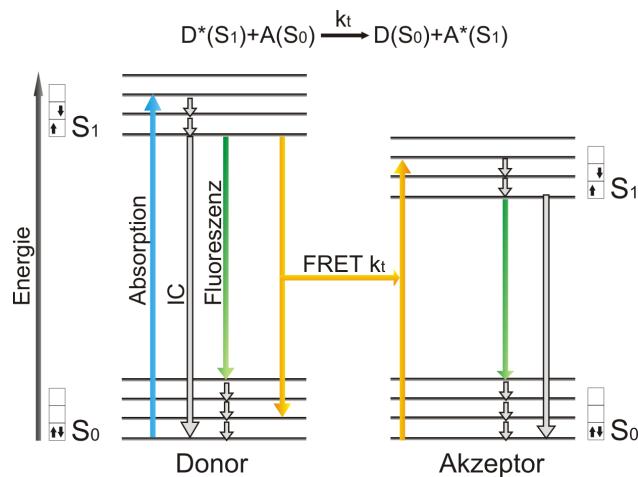 kt
D*(S1)+A(S0) → D(S0)+A*(S1)
Energie
S1
S0
Absorption
IC
Fluoreszenz
FRET kt
S1
S0
Donor
Akzeptor